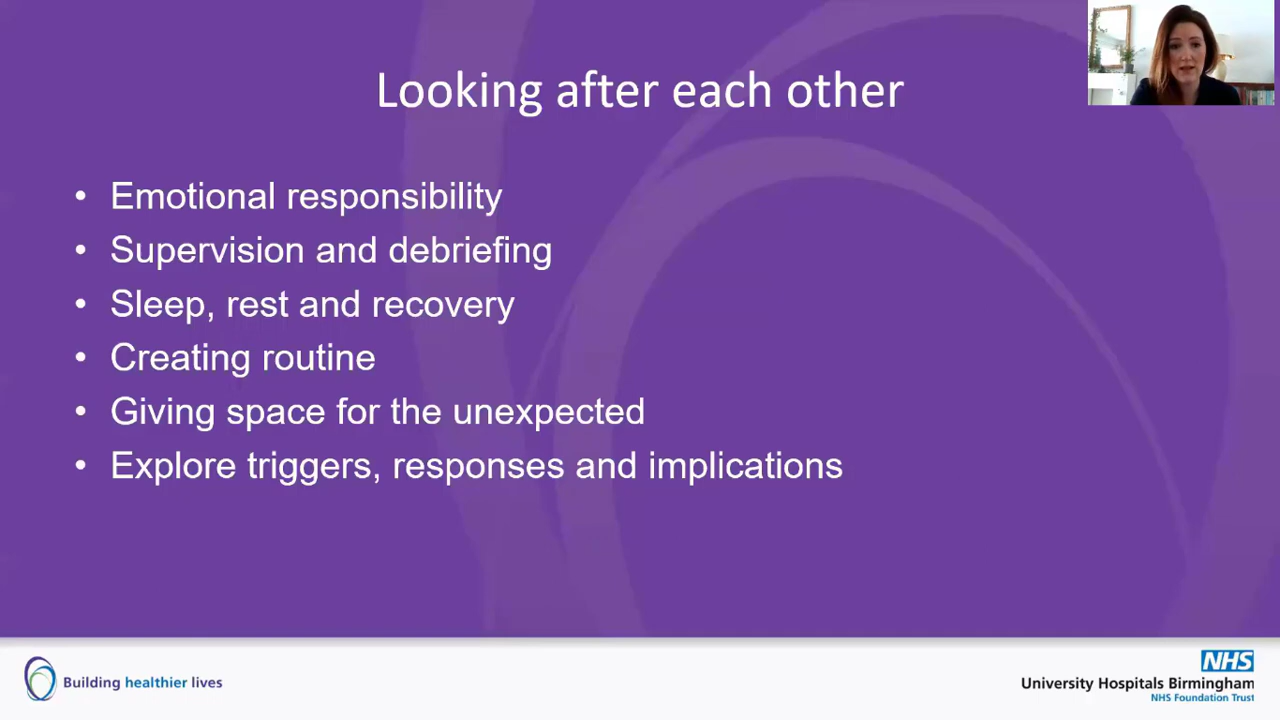 Looking after each other
• Emotional responsibility
• Supervision and debriefing
• Sleep, rest and recovery
• Creating routine
• Giving space for the unexpected
• Explore triggers, responses and implications
Building healthier lives
NHS
University Hospitals Birmingham
NHS Foundation Trust